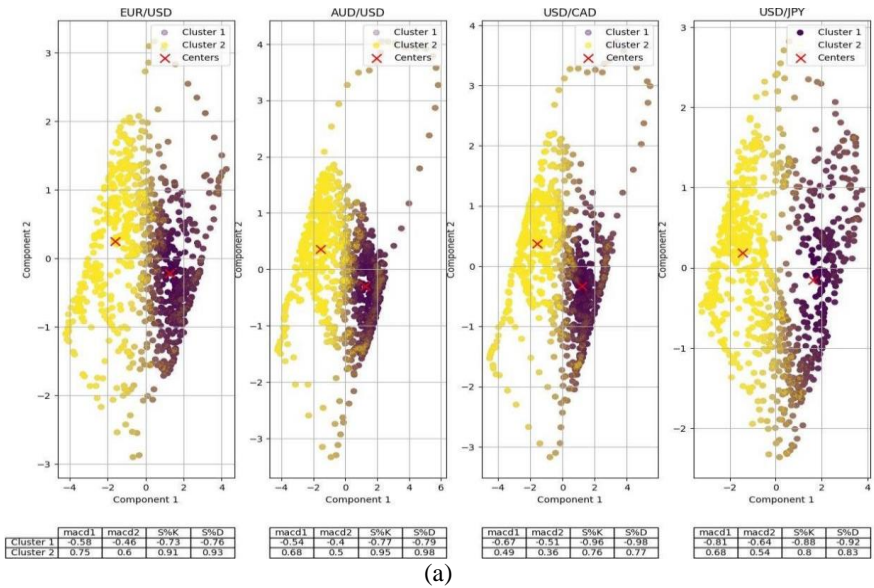 EUR/USD
AUD/USD
USD/CAD
USD/JPY
Cluster 1
Cluster 2
Centers
Cluster 1
Cluster 2
Centers
Cluster 1
Cluster 2
Centers
Cluster 1
Cluster 2
Centers
3
2
1
0
−1
−2
−3
Component 2
−4 −2 0 2 4
Component 1
4
3
2
1
0
−1
−2
−3
Component 2
−4 −2 0 2 4 6
Component 1
4
3
2
1
0
−1
−2
−3
Component 2
−4 −2 0 2 4
Component 1
3
2
1
0
−1
−2
Component 2
−2 0 2 4
Component 1
macd1 macd2 S%K S%D
Cluster 1 -0.58 -0.46 -0.73 -0.76
Cluster 2 0.75 0.6 0.91 0.93
macd1 macd2 S%K S%D
-0.54 -0.4 -0.77 -0.79
0.68 0.5 0.95 0.98
macd1 macd2 S%K S%D
-0.67 -0.51 -0.96 -0.98
0.49 0.36 0.76 0.77
macd1 macd2 S%K S%D
-0.81 -0.64 -0.88 -0.92
0.68 0.54 0.8 0.83
(a)